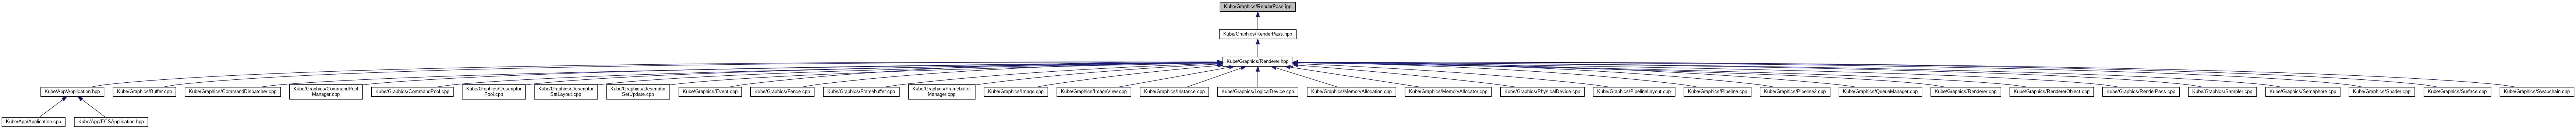 Kube/Graphics/RenderPass.ipp
Kube/Graphics/RenderPass.hpp
Kube/Graphics/Renderer.hpp
Kube/App/Application.hpp
Kube/Graphics/Buffer.cpp
Kube/Graphics/CommandDispatcher.cpp
Kube/Graphics/CommandPool
Manager.cpp
Kube/Graphics/CommandPool.cpp
Kube/Graphics/Descriptor
Pool.cpp
Kube/Graphics/Descriptor
SetLayout.cpp
Kube/Graphics/Descriptor
SetUpdate.cpp
Kube/Graphics/Event.cpp
Kube/Graphics/Fence.cpp
Kube/Graphics/Framebuffer.cpp
Kube/Graphics/Framebuffer
Manager.cpp
Kube/Graphics/Image.cpp
Kube/Graphics/ImageView.cpp
Kube/Graphics/Instance.cpp
Kube/Graphics/LogicalDevice.cpp
Kube/Graphics/MemoryAllocation.cpp
Kube/Graphics/MemoryAllocator.cpp
Kube/Graphics/PhysicalDevice.cpp
Kube/Graphics/PipelineLayout.cpp
Kube/Graphics/Pipeline.cpp
Kube/Graphics/Pipeline2.cpp
Kube/Graphics/QueueManager.cpp
Kube/Graphics/Renderer.cpp
Kube/Graphics/RendererObject.cpp
Kube/Graphics/RenderPass.cpp
Kube/Graphics/Sampler.cpp
Kube/Graphics/Semaphore.cpp
Kube/Graphics/Shader.cpp
Kube/Graphics/Surface.cpp
Kube/Graphics/Swapchain.cpp
Kube/App/Application.cpp
Kube/App/ECSApplication.hpp